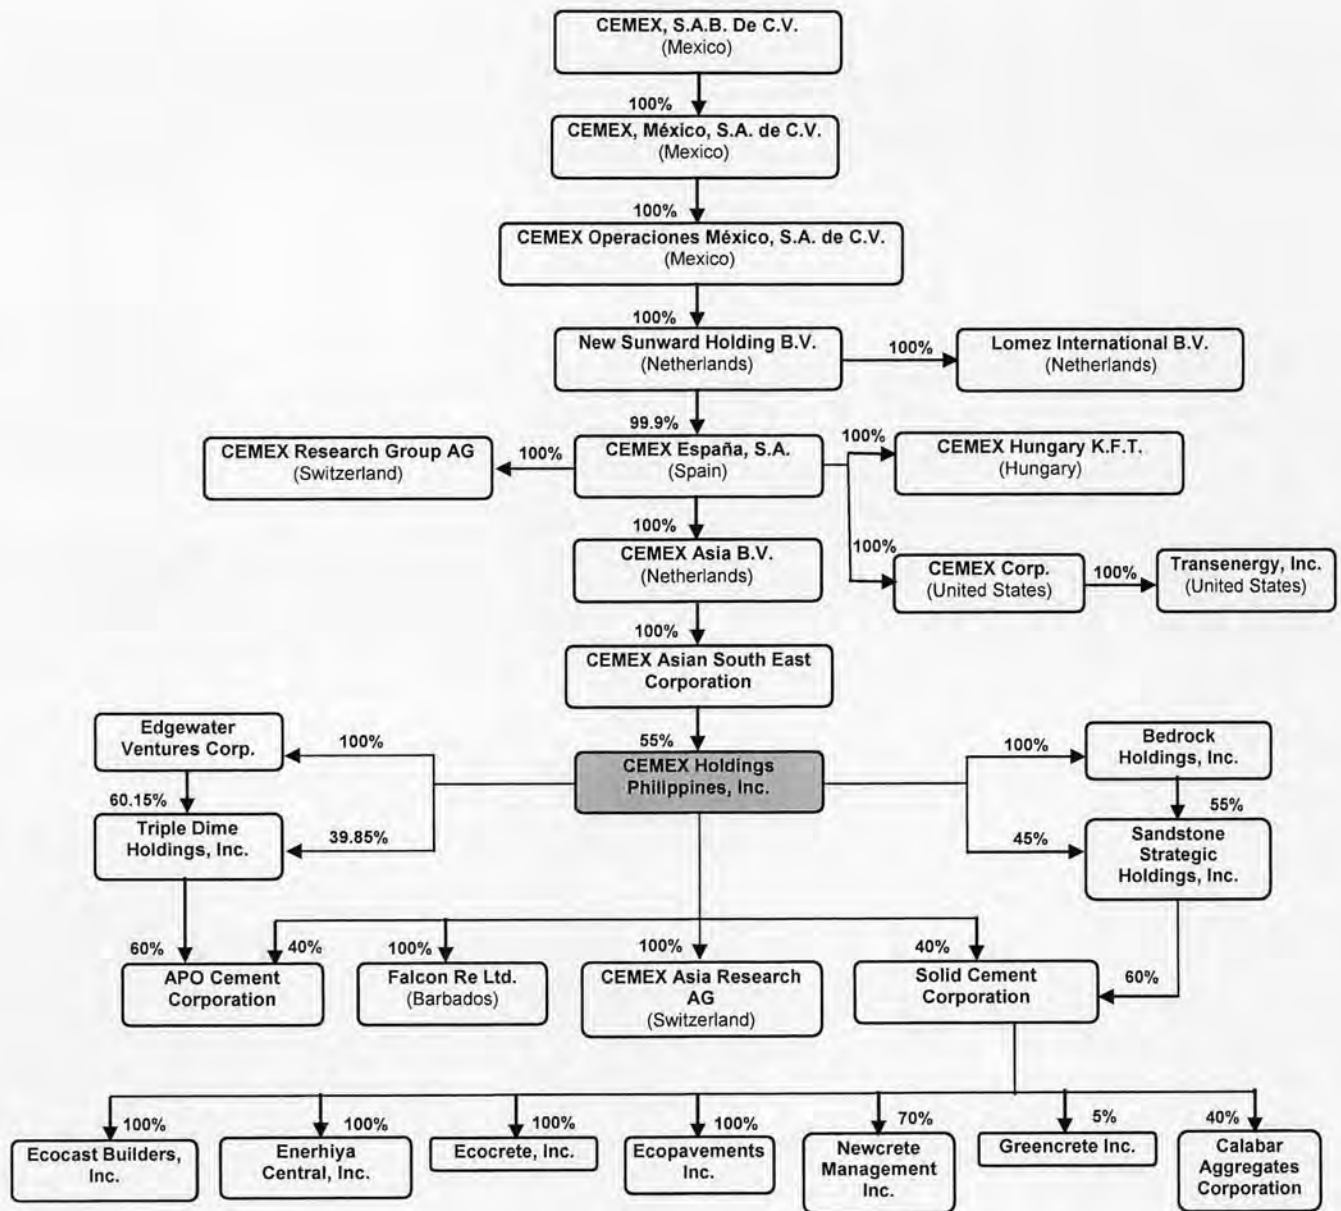 CEMEX, S.A.B. De C.V.
(Mexico)
100%
CEMEX, México, S.A. de C.V.
(Mexico)
100%
CEMEX Operaciones México, S.A. de C.V.
(Mexico)
100%
New Sunward Holding B.V.
(Netherlands)
100%
Lomez International B.V.
(Netherlands)
99.9%
CEMEX Research Group AG
(Switzerland)
100%
CEMEX España, S.A.
(Spain)
100%
CEMEX Hungary K.F.T.
(Hungary)
100%
CEMEX Asia B.V.
(Netherlands)
100%
CEMEX Corp.
(United States)
100%
Transenergy, Inc.
(United States)
100%
CEMEX Asian South East
Corporation
Edgewater
Ventures Corp.
100%
55%
CEMEX Holdings
Philippines, Inc.
100%
Bedrock
Holdings, Inc.
60.15%
55%
Triple Dime
Holdings, Inc.
39.85%
45%
Sandstone
Strategic
Holdings, Inc.
60%
40%
APO Cement
Corporation
100%
Falcon Re Ltd.
(Barbados)
100%
CEMEX Asia Research
AG
(Switzerland)
40%
Solid Cement
Corporation
60%
100%
Ecocast Builders,
Inc.
100%
Enerhiya
Central, Inc.
100%
Ecocrete, Inc.
100%
Ecopavements
Inc.
70%
Newcrete
Management
Inc.
5%
Greencrete Inc.
40%
Calabar
Aggregates
Corporation